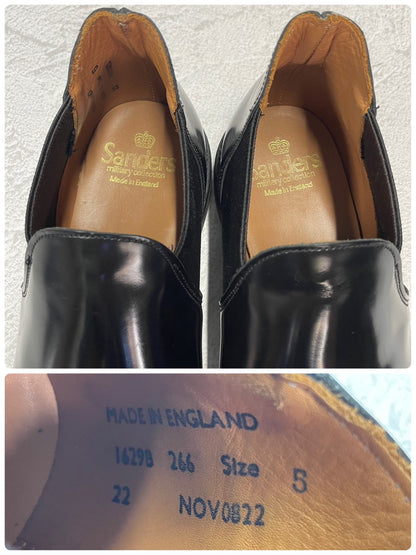 Sanders
military collection
Made in England
Sanders
military collection
Made in England
MADE IN ENGLAND
16298 266 Size 5
22 NOV0822